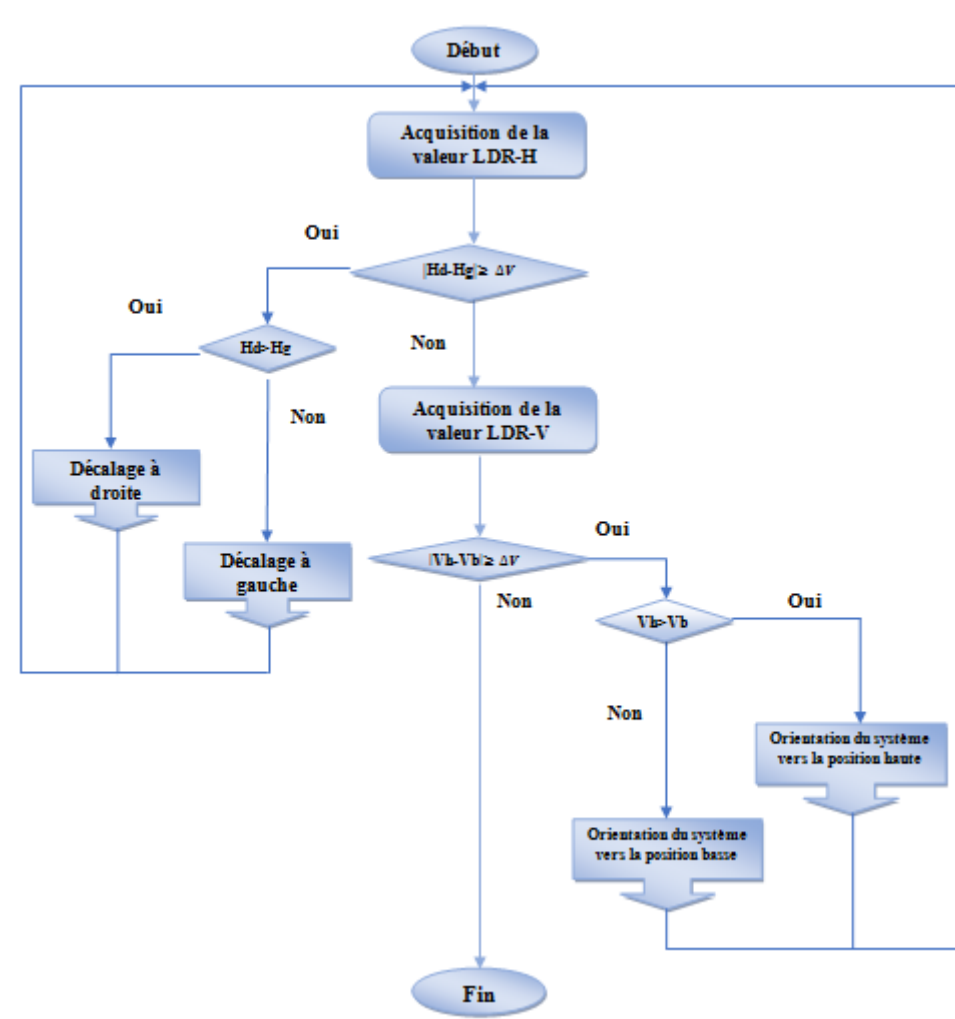 Début
Acquisition de la
valeur LDR-H
Oui
|Hd-Hg|≥ ΔV
Oui
Non
Hd>Hg
Non
Acquisition de la
valeur LDR-V
Décalage à
droite
Oui
|Vh-Vb|≥ ΔV
Décalage à
gauche
Non
Oui
Vh>Vb
Non
Orientation du système
vers la position haute
Orientation du système
vers la position basse
Fin